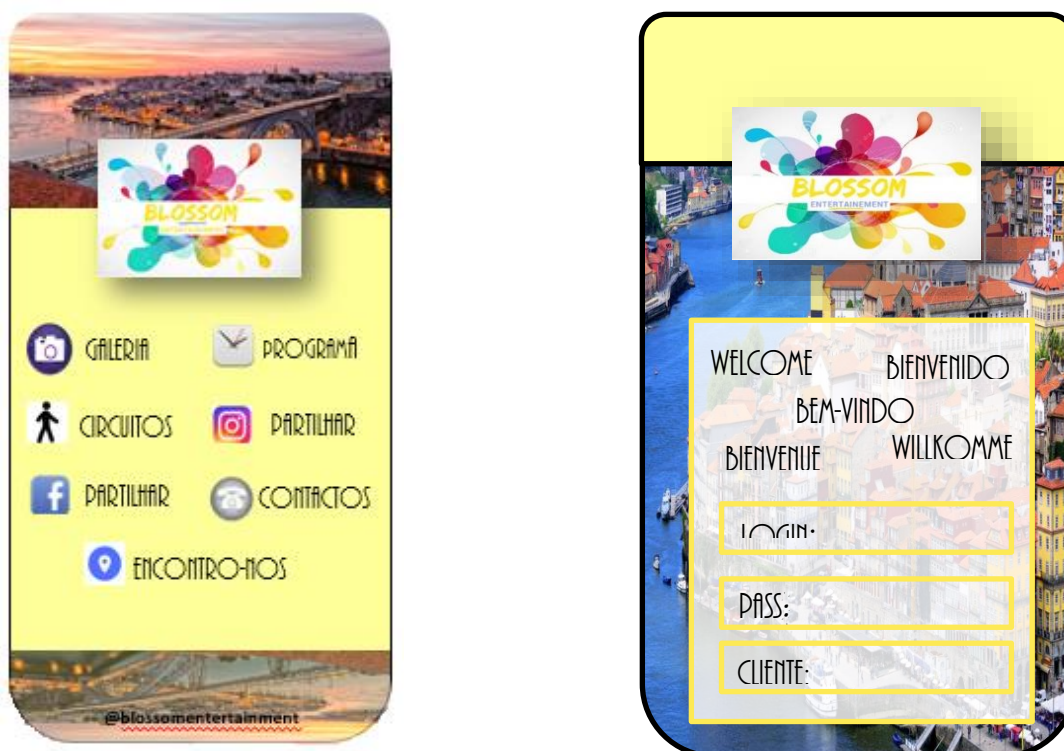 BLOSSOM
GALERIA
PROGRAMA
CIRCUITOS
PARTILHAR
PARTILHAR
CONTACTOS
ENCONTRO-NOS
@blossomentertainment
BLOSSOM
ENTERTAINEMENT
WELCOME
BIENVENIDO
BEM-VINDO
BIENVENUE
WILLKOMME
LOGIN:
PASS:
CLIENTE: